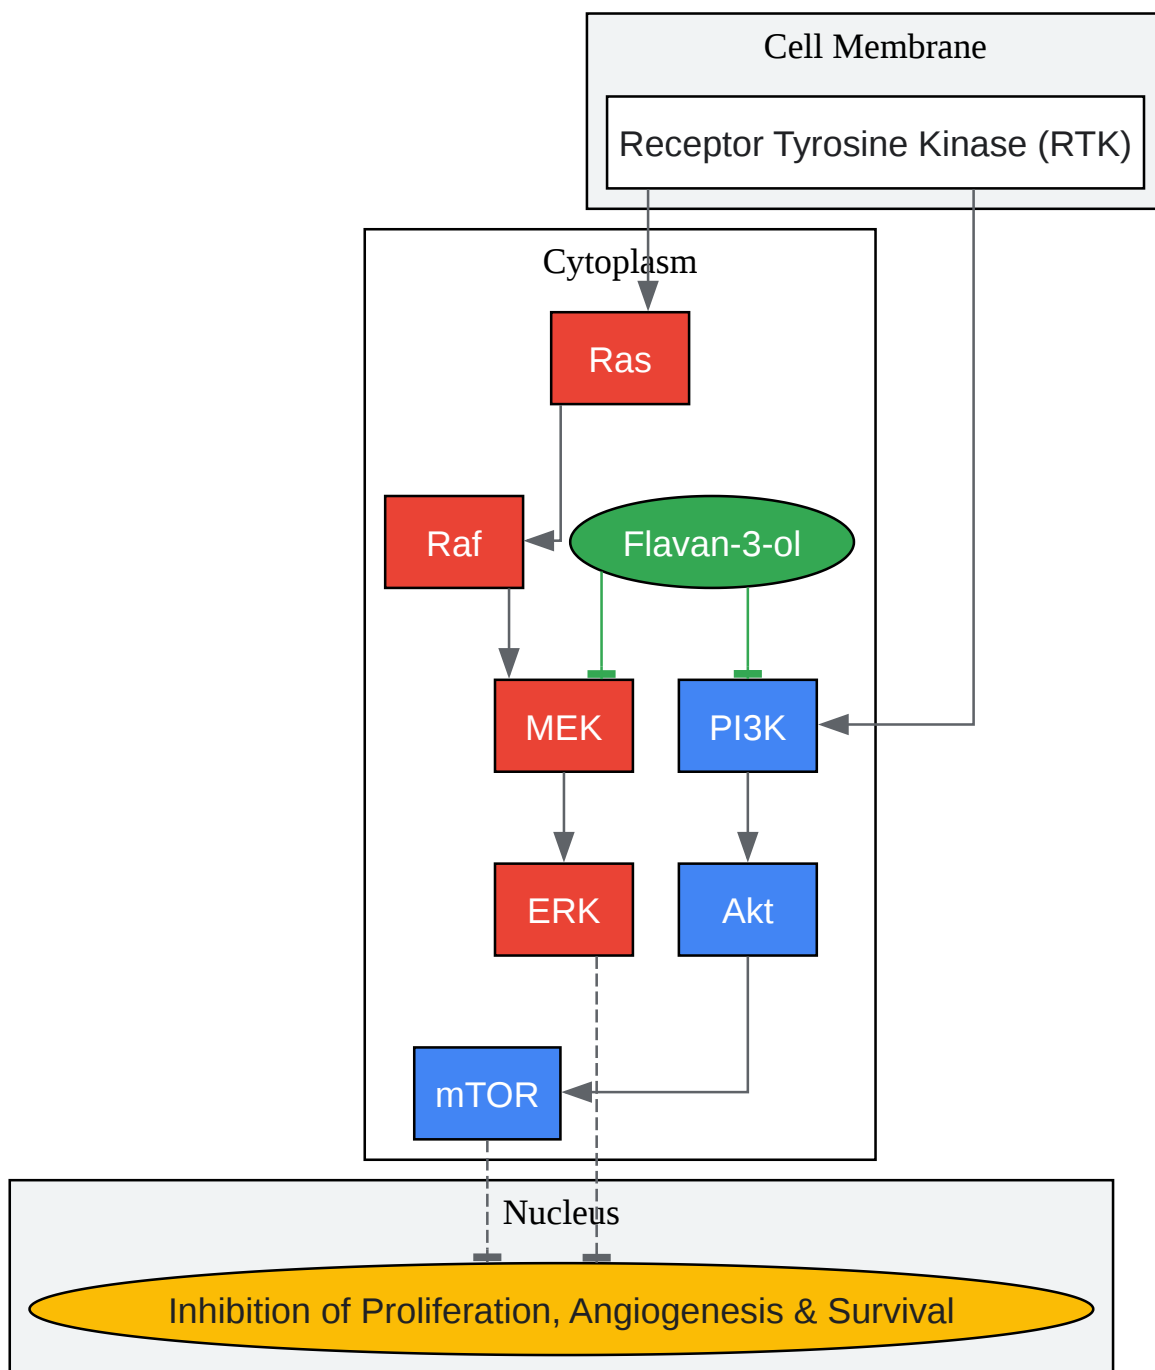 Cell Membrane
Receptor Tyrosine Kinase (RTK)
Cytoplasm
Ras
Raf
Flavan-3-ol
MEK
PI3K
ERK
Akt
mTOR
Nucleus
Inhibition of Proliferation, Angiogenesis & Survival